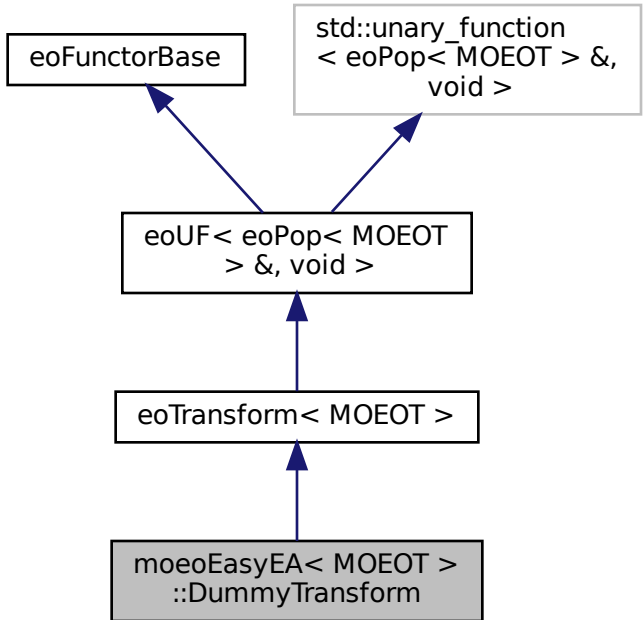 eoFunctorBase
std::unary_function
< eoPop< MOEOT > &,
void >
eoUF< eoPop< MOEOT
> &, void >
eoTransform< MOEOT >
moeoEasyEA< MOEOT >
::DummyTransform